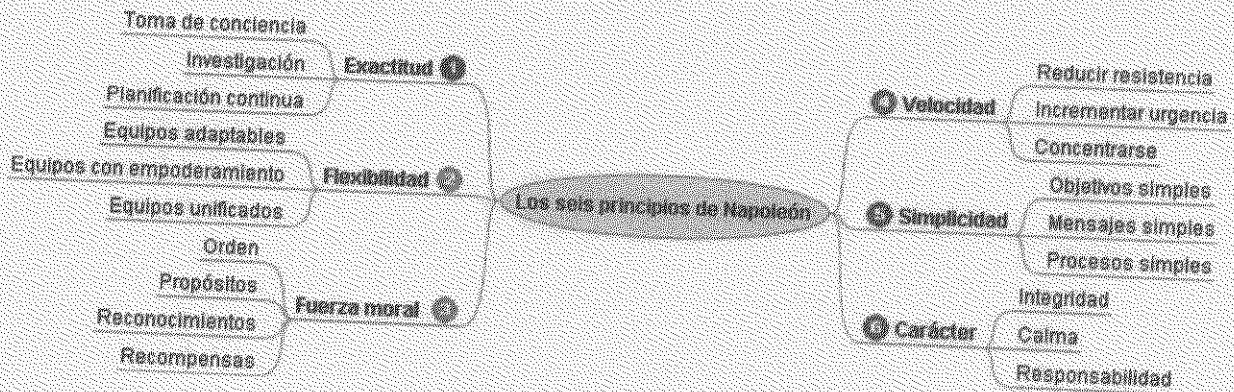 Los seis principios de Napoleón
Exactitud 1
Toma de conciencia
Investigación
Planificación continua
Flexibilidad 2
Equipos adaptables
Equipos con empoderamiento
Equipos unificados
Fuerza moral 3
Orden
Propósitos
Reconocimientos
Recompensas
4 Velocidad
Reducir resistencia
Incrementar urgencia
Concentrarse
5 Simplicidad
Objetivos simples
Mensajes simples
Procesos simples
6 Carácter
Integridad
Calma
Responsabilidad